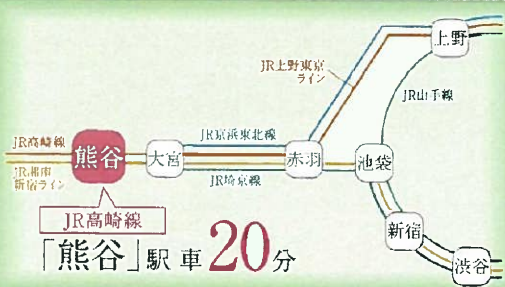 上野
JR上野東京
ライン
JR山手線
JR京浜東北線
JR高崎線
熊谷
大宮
赤羽
池袋
JR湘南
新宿ライン
JR埼京線
JR高崎線
「熊谷」駅 車20分
新宿
渋谷